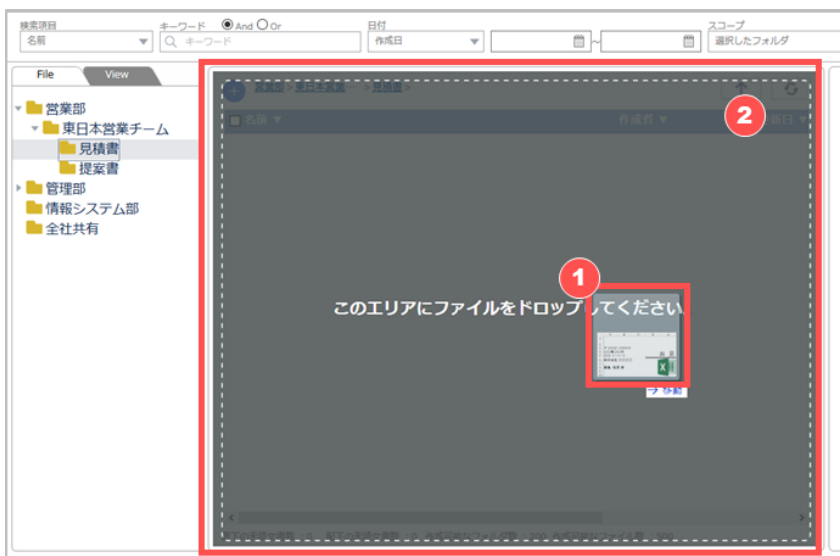 検索項目
キーワード And Or
日付
スコープ
名前
キーワード
作成日
~
選択したフォルダ
File View
営業部
東日本営業チーム
見積書
提案書
管理部
情報システム部
全社共有
営業部 > 東日本営業… > 見積書 >
名前 作成者 新日
2
1
このエリアにファイルをドロップしてください
→ 移動